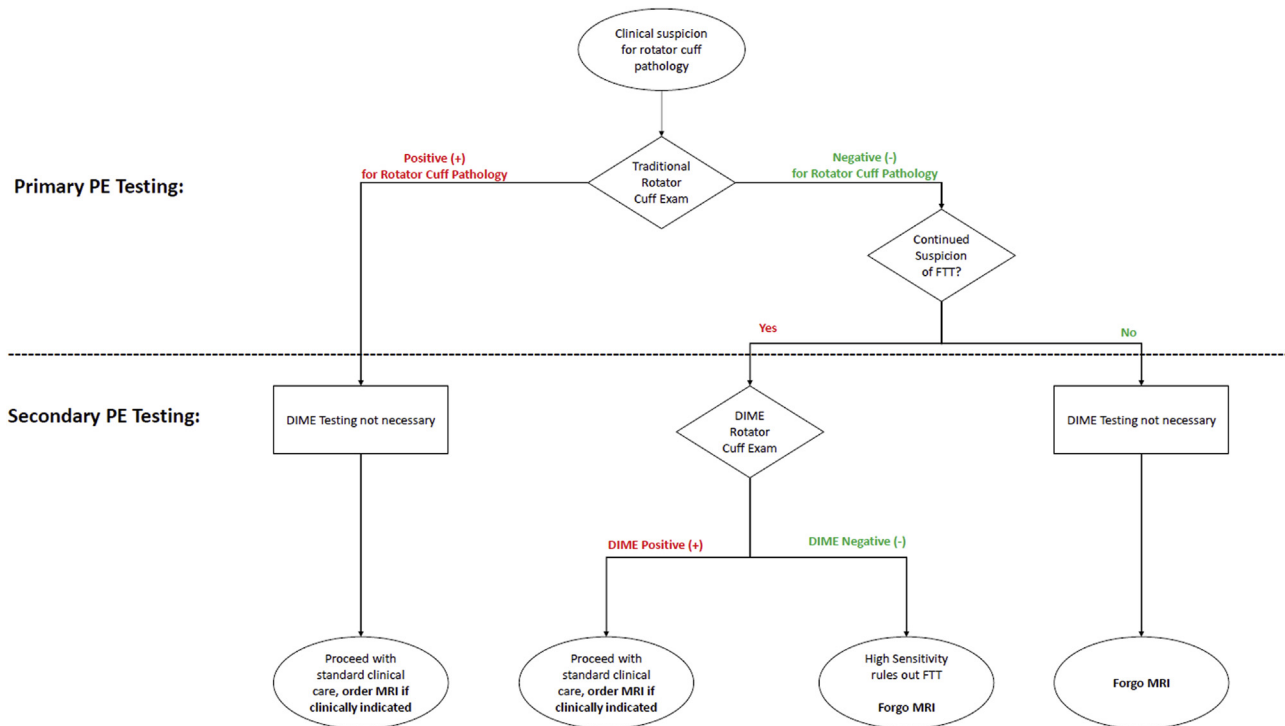 Clinical suspicion
for rotator cuff
pathology
Primary PE Testing:
Positive (+)
for Rotator Cuff Pathology
Traditional
Rotator
Cuff Exam
Negative (-)
for Rotator Cuff Pathology
Continued
Suspicion
of FTT?
Yes
No
Secondary PE Testing:
DIME Testing not necessary
DIME
Rotator
Cuff Exam
DIME Testing not necessary
DIME Positive (+)
DIME Negative (-)
Proceed with
standard clinical
care, order MRI if
clinically indicated
Proceed with
standard clinical
care, order MRI if
clinically indicated
High Sensitivity
rules out FTT
Forgo MRI
Forgo MRI